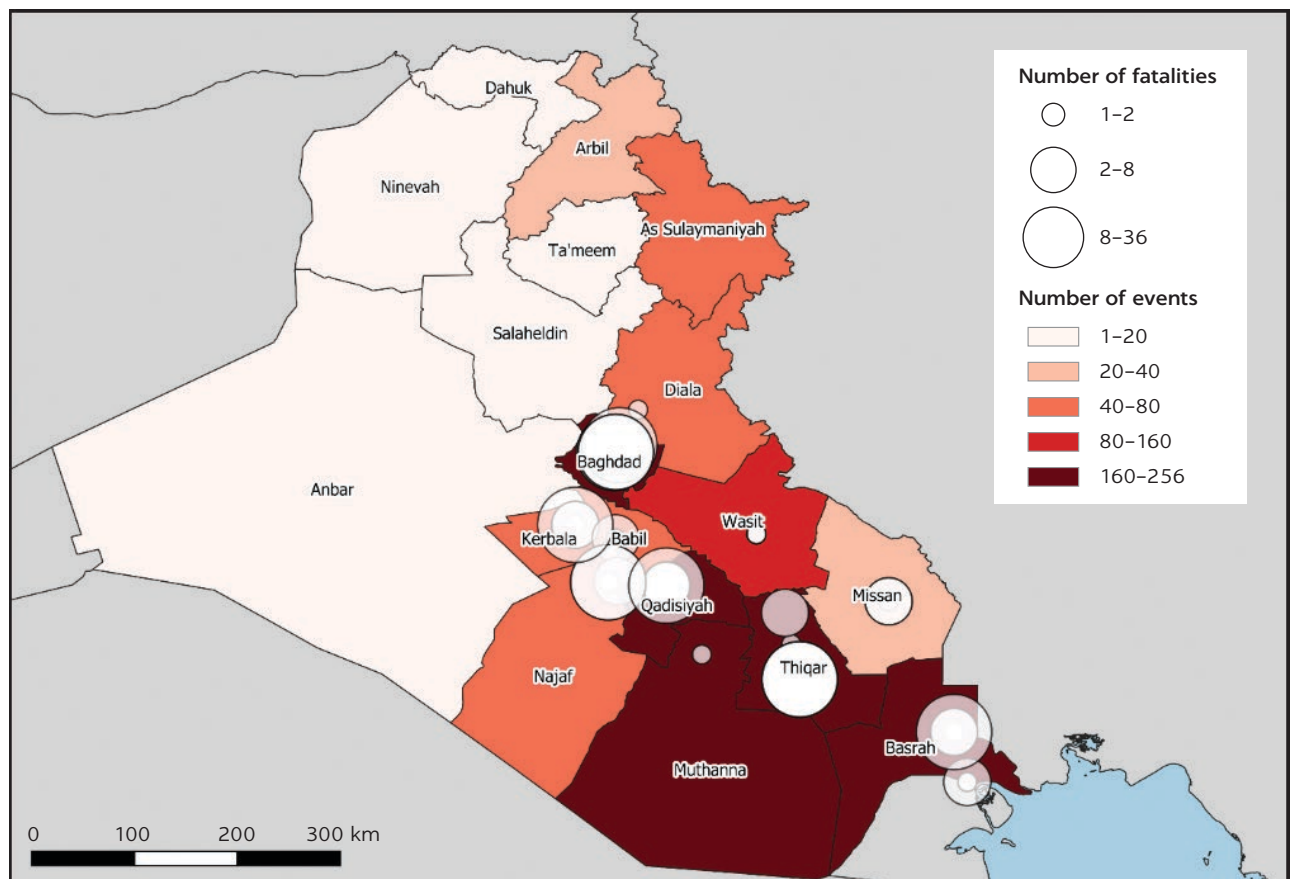 Number of fatalities
1–2
2–8
8–36
Number of events
1–20
20–40
40–80
80–160
160–256
Dahuk
Arbil
Ninevah
As Sulaymaniyah
Ta'meem
Salaheldin
Diala
Baghdad
Anbar
Wasit
Kerbala
Babil
Missan
Qadisiyah
Thiqar
Najaf
Basrah
Muthanna
0 100 200 300 km